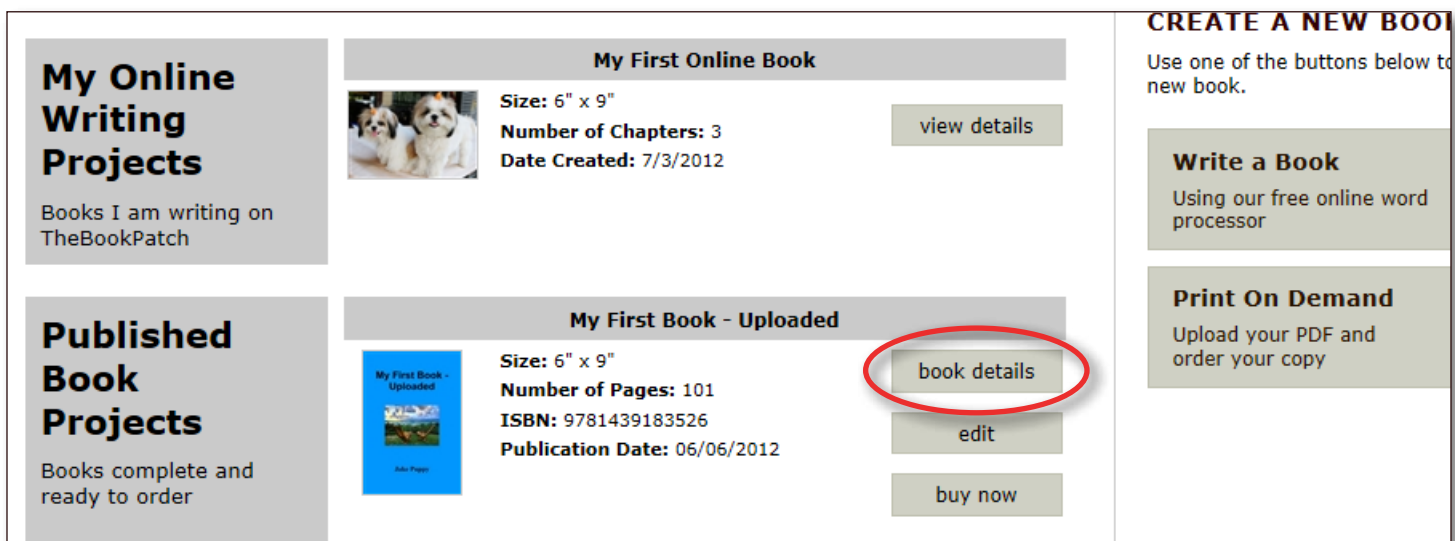 My Online
Writing
Projects
Books I am writing on
TheBookPatch
My First Online Book
Size: 6" x 9"
Number of Chapters: 3
Date Created: 7/3/2012
view details
Published
Book
Projects
Books complete and
ready to order
My First Book - Uploaded
My First Book -
Uploaded
Size: 6" x 9"
Number of Pages: 101
ISBN: 9781439183526
Publication Date: 06/06/2012
book details
edit
buy now
CREATE A NEW
Use one of the buttons below
new book.
Write a Book
Using our free online word
processor
Print On Demand
Upload your PDF and
order your copy